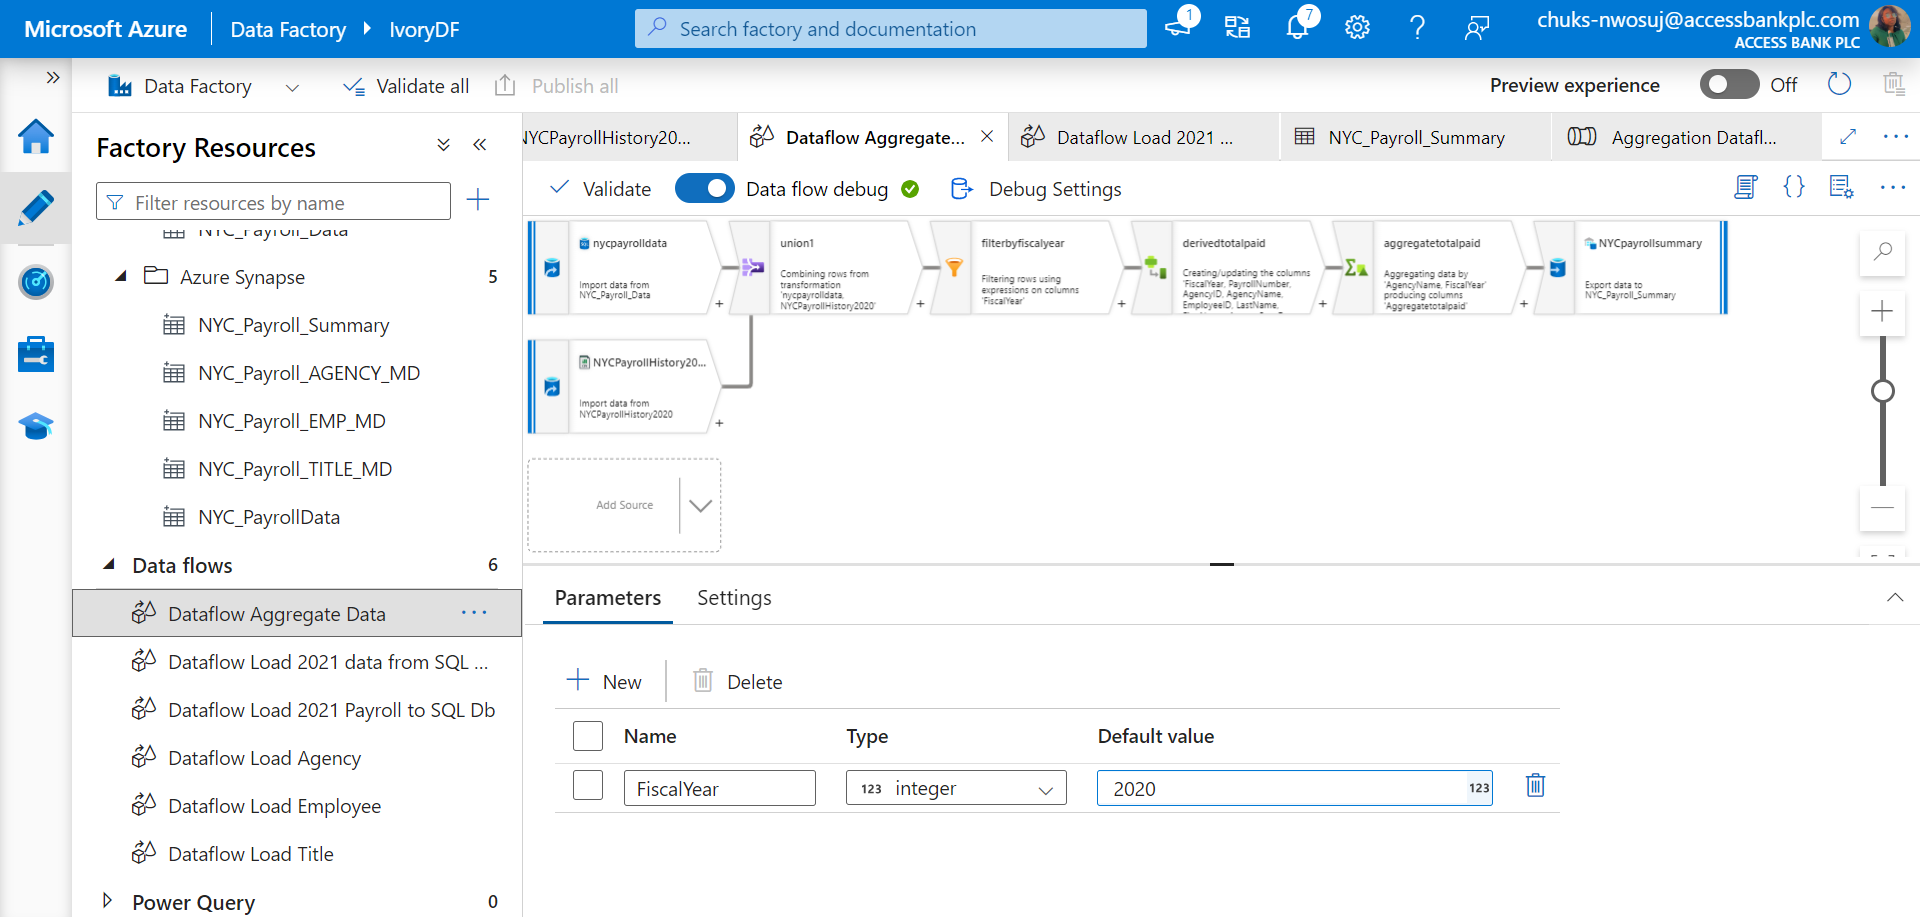 Microsoft Azure
Data Factory
IvoryDF
Search factory and documentation
1
7
chuks-nwosuj@accessbankplc.com
ACCESS BANK PLC
Data Factory
Validate all
Publish all
Preview experience
Off
Factory Resources
Filter resources by name
NYC_Payroll_Data
Azure Synapse
5
NYC_Payroll_Summary
NYC_Payroll_AGENCY_MD
NYC_Payroll_EMP_MD
NYC_Payroll_TITLE_MD
NYC_PayrollData
Data flows
6
Dataflow Aggregate Data
Dataflow Load 2021 data from SQL ...
Dataflow Load 2021 Payroll to SQL Db
Dataflow Load Agency
Dataflow Load Employee
Dataflow Load Title
Power Query
0
NYCPayrollHistory20...
Dataflow Aggregate...
Dataflow Load 2021 ...
NYC_Payroll_Summary
Aggregation Datafl...
Validate
Data flow debug
Debug Settings
nycpayrolldata
Import data from
NYC_Payroll_Data
union1
Combining rows from
transformation
'nycpayrolldata,
NYCPayrollHistory2020'
filterbyfiscalyear
Filtering rows using
expressions on columns
'FiscalYear'
derivedtotalpaid
Creating/updating the columns
'FiscalYear, PayrollNumber,
AgencyID, AgencyName,
EmployeeID, LastName,
aggregatetotalpaid
Aggregating data by
'AgencyName, FiscalYear'
producing columns
'Aggregatetotalpaid'
NYCpayrollsummary
Export data to
NYC_Payroll_Summary
NYCPayrollHistory20...
Import data from
NYCPayrollHistory2020
Add Source
Parameters
Settings
New
Delete
Name
Type
Default value
FiscalYear
123 integer
2020
123